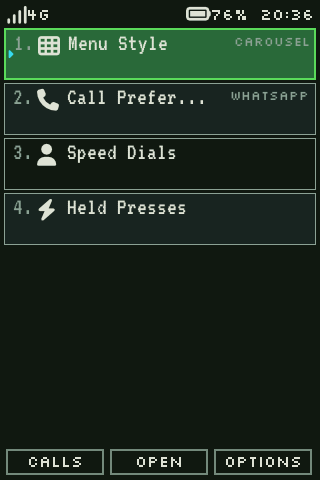 4G 76% 20:36
1. Menu Style CAROUSEL
2. Call Prefer... WHATSAPP
3. Speed Dials
4. Held Presses
CALLS OPEN OPTIONS